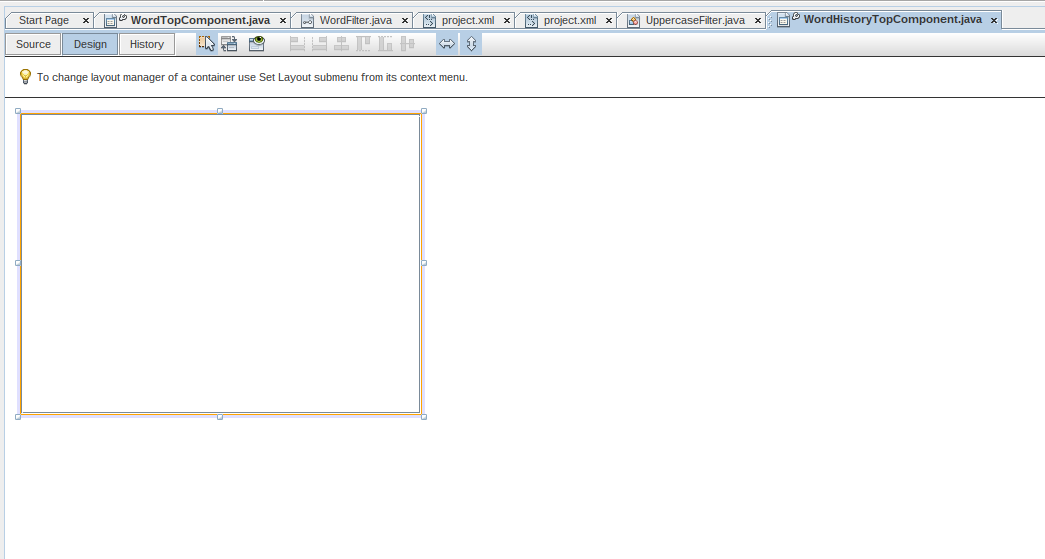 Start Page WordTopComponent.java WordFilter.java project.xml project.xml UppercaseFilter.java WordHistoryTopComponent.java
Source Design History
To change layout manager of a container use Set Layout submenu from its context menu.